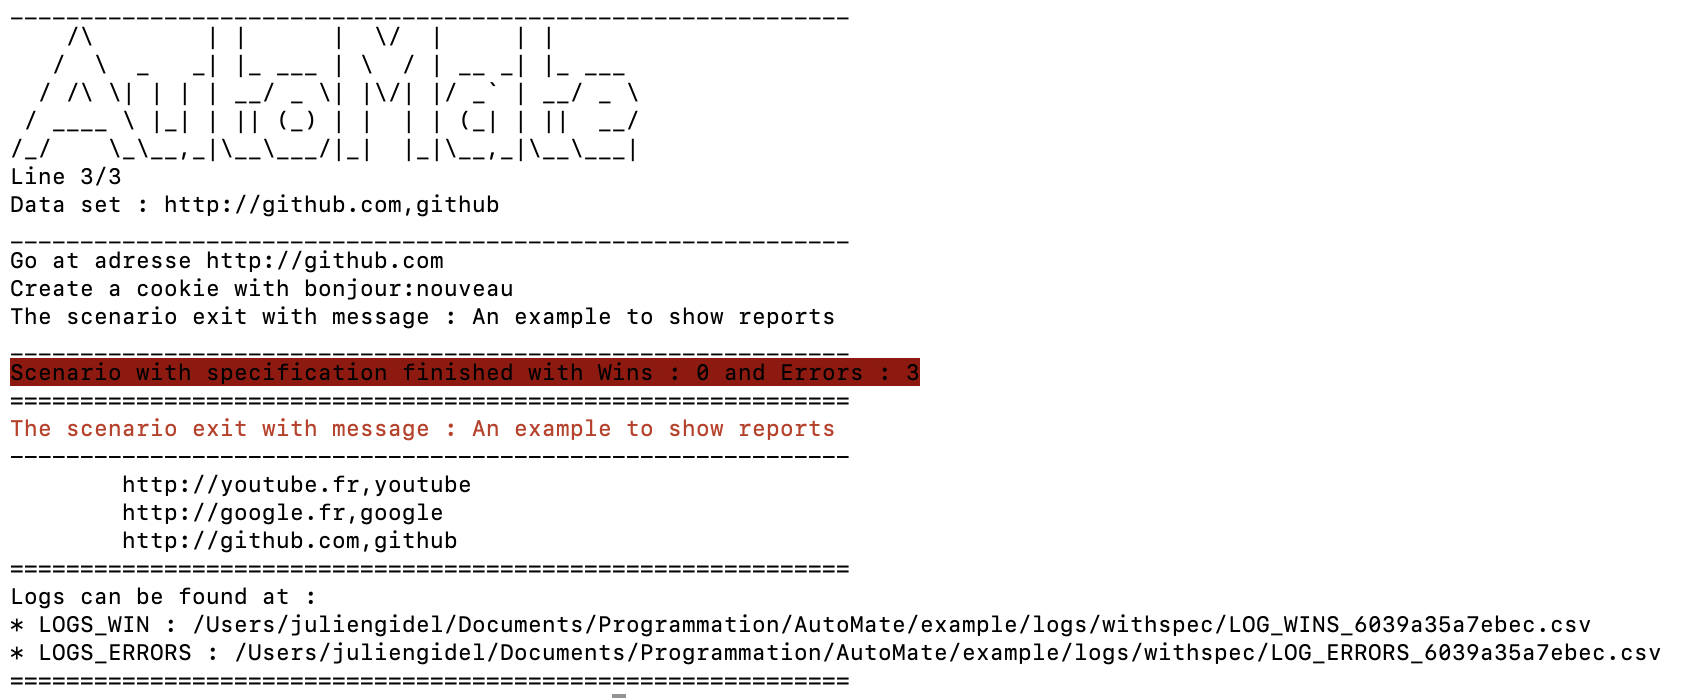 ____________________________________________________________
    /\        | |      |  \/  |     | |
   /  \  _   _| |_ ___ | \  / | __ _| |_ ___
  / /\ \| | | | __/ _ \| |\/| |/ _` | __/ _ \
 / ____ \ |_| | || (_) | |  | | (_| | ||  __/
/_/    \_\__,_|\__\___/|_|  |_|\__,_|\__\___|
Line 3/3
Data set : http://github.com,github
____________________________________________________________
Go at adresse http://github.com
Create a cookie with bonjour:nouveau
The scenario exit with message : An example to show reports
____________________________________________________________
Scenario with specification finished with Wins : 0 and Errors : 3
============================================================
The scenario exit with message : An example to show reports
------------------------------------------------------------
        http://youtube.fr,youtube
        http://google.fr,google
        http://github.com,github
============================================================
Logs can be found at :
* LOGS_WIN : /Users/juliengidel/Documents/Programmation/AutoMate/example/logs/withspec/LOG_WINS_6039a35a7ebec.csv
* LOGS_ERRORS : /Users/juliengidel/Documents/Programmation/AutoMate/example/logs/withspec/LOG_ERRORS_6039a35a7ebec.csv
============================================================